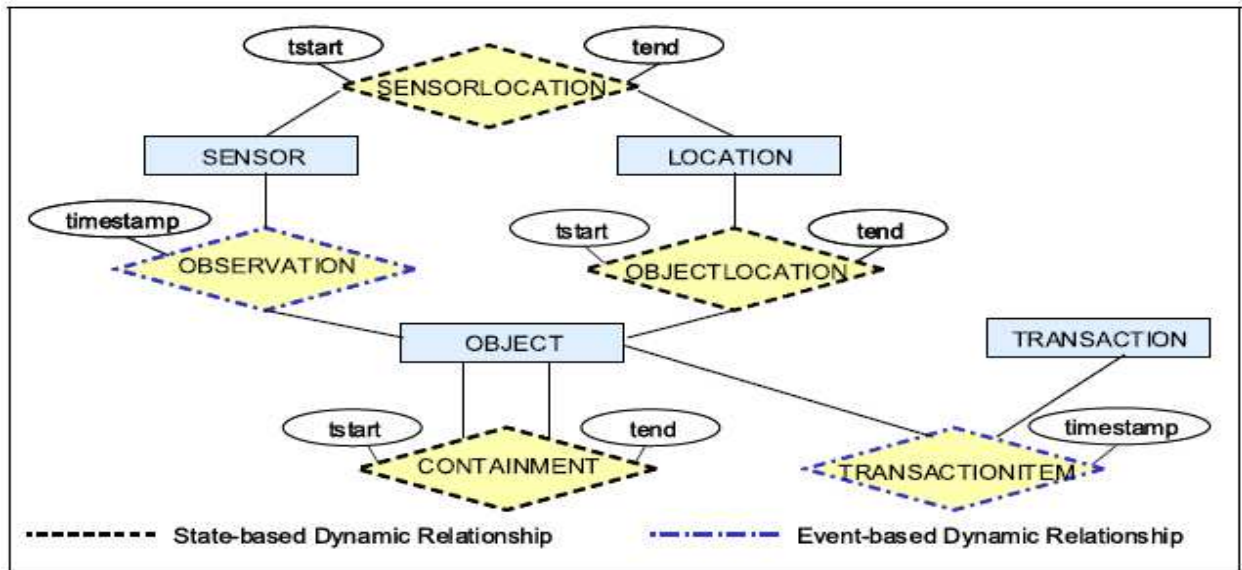 tstart
tend
SENSORLOCATION
SENSOR
LOCATION
timestamp
tstart
tend
OBSERVATION
OBJECTLOCATION
OBJECT
TRANSACTION
tstart
tend
timestamp
CONTAINMENT
TRANSACTIONITEM
State-based Dynamic Relationship
Event-based Dynamic Relationship